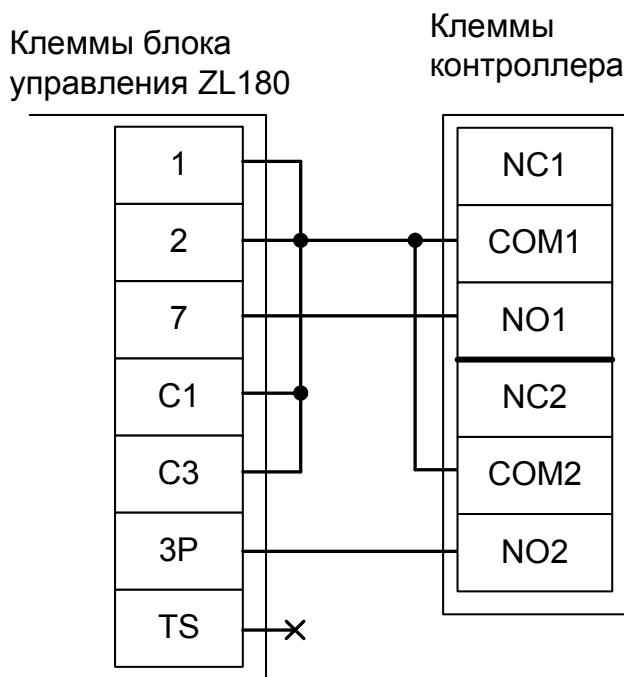 Клеммы блока
управления ZL180
Клеммы
контроллера
1
2
7
C1
C3
3P
TS
NC1
COM1
NO1
NC2
COM2
NO2